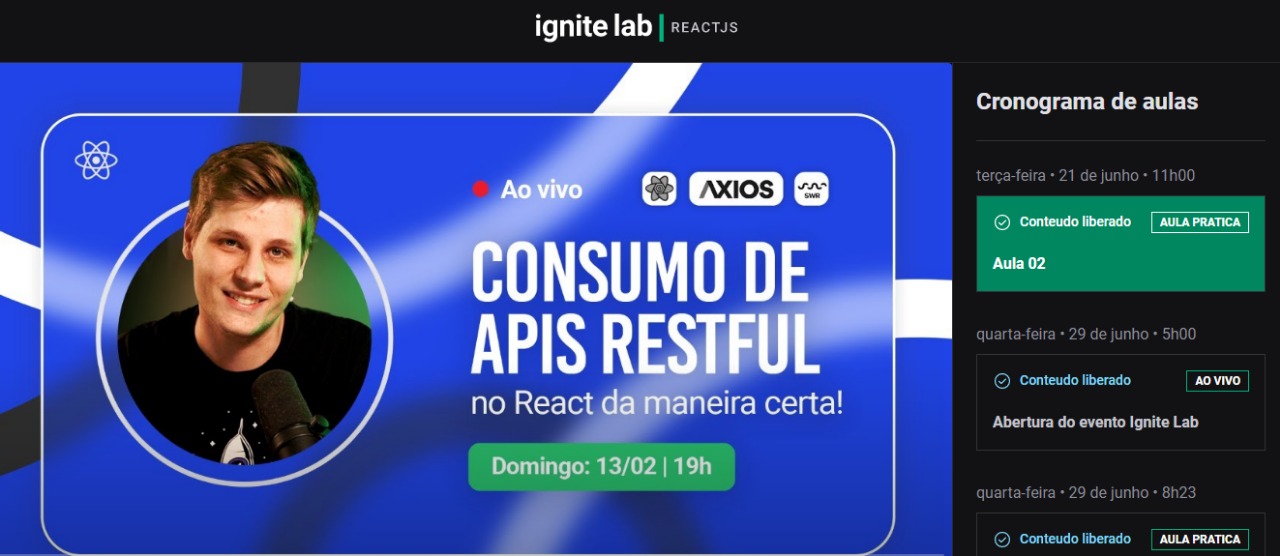 ignite lab | REACTJS
Ao vivo
AXIOS
SWR
CONSUMO DE
APIS RESTFUL
no React da maneira certa!
Domingo: 13/02 | 19h
Cronograma de aulas
terça-feira • 21 de junho • 11h00
Conteudo liberado
AULA PRATICA
Aula 02
quarta-feira • 29 de junho • 5h00
Conteudo liberado
AO VIVO
Abertura do evento Ignite Lab
quarta-feira • 29 de junho • 8h23
Conteudo liberado
AULA PRATICA